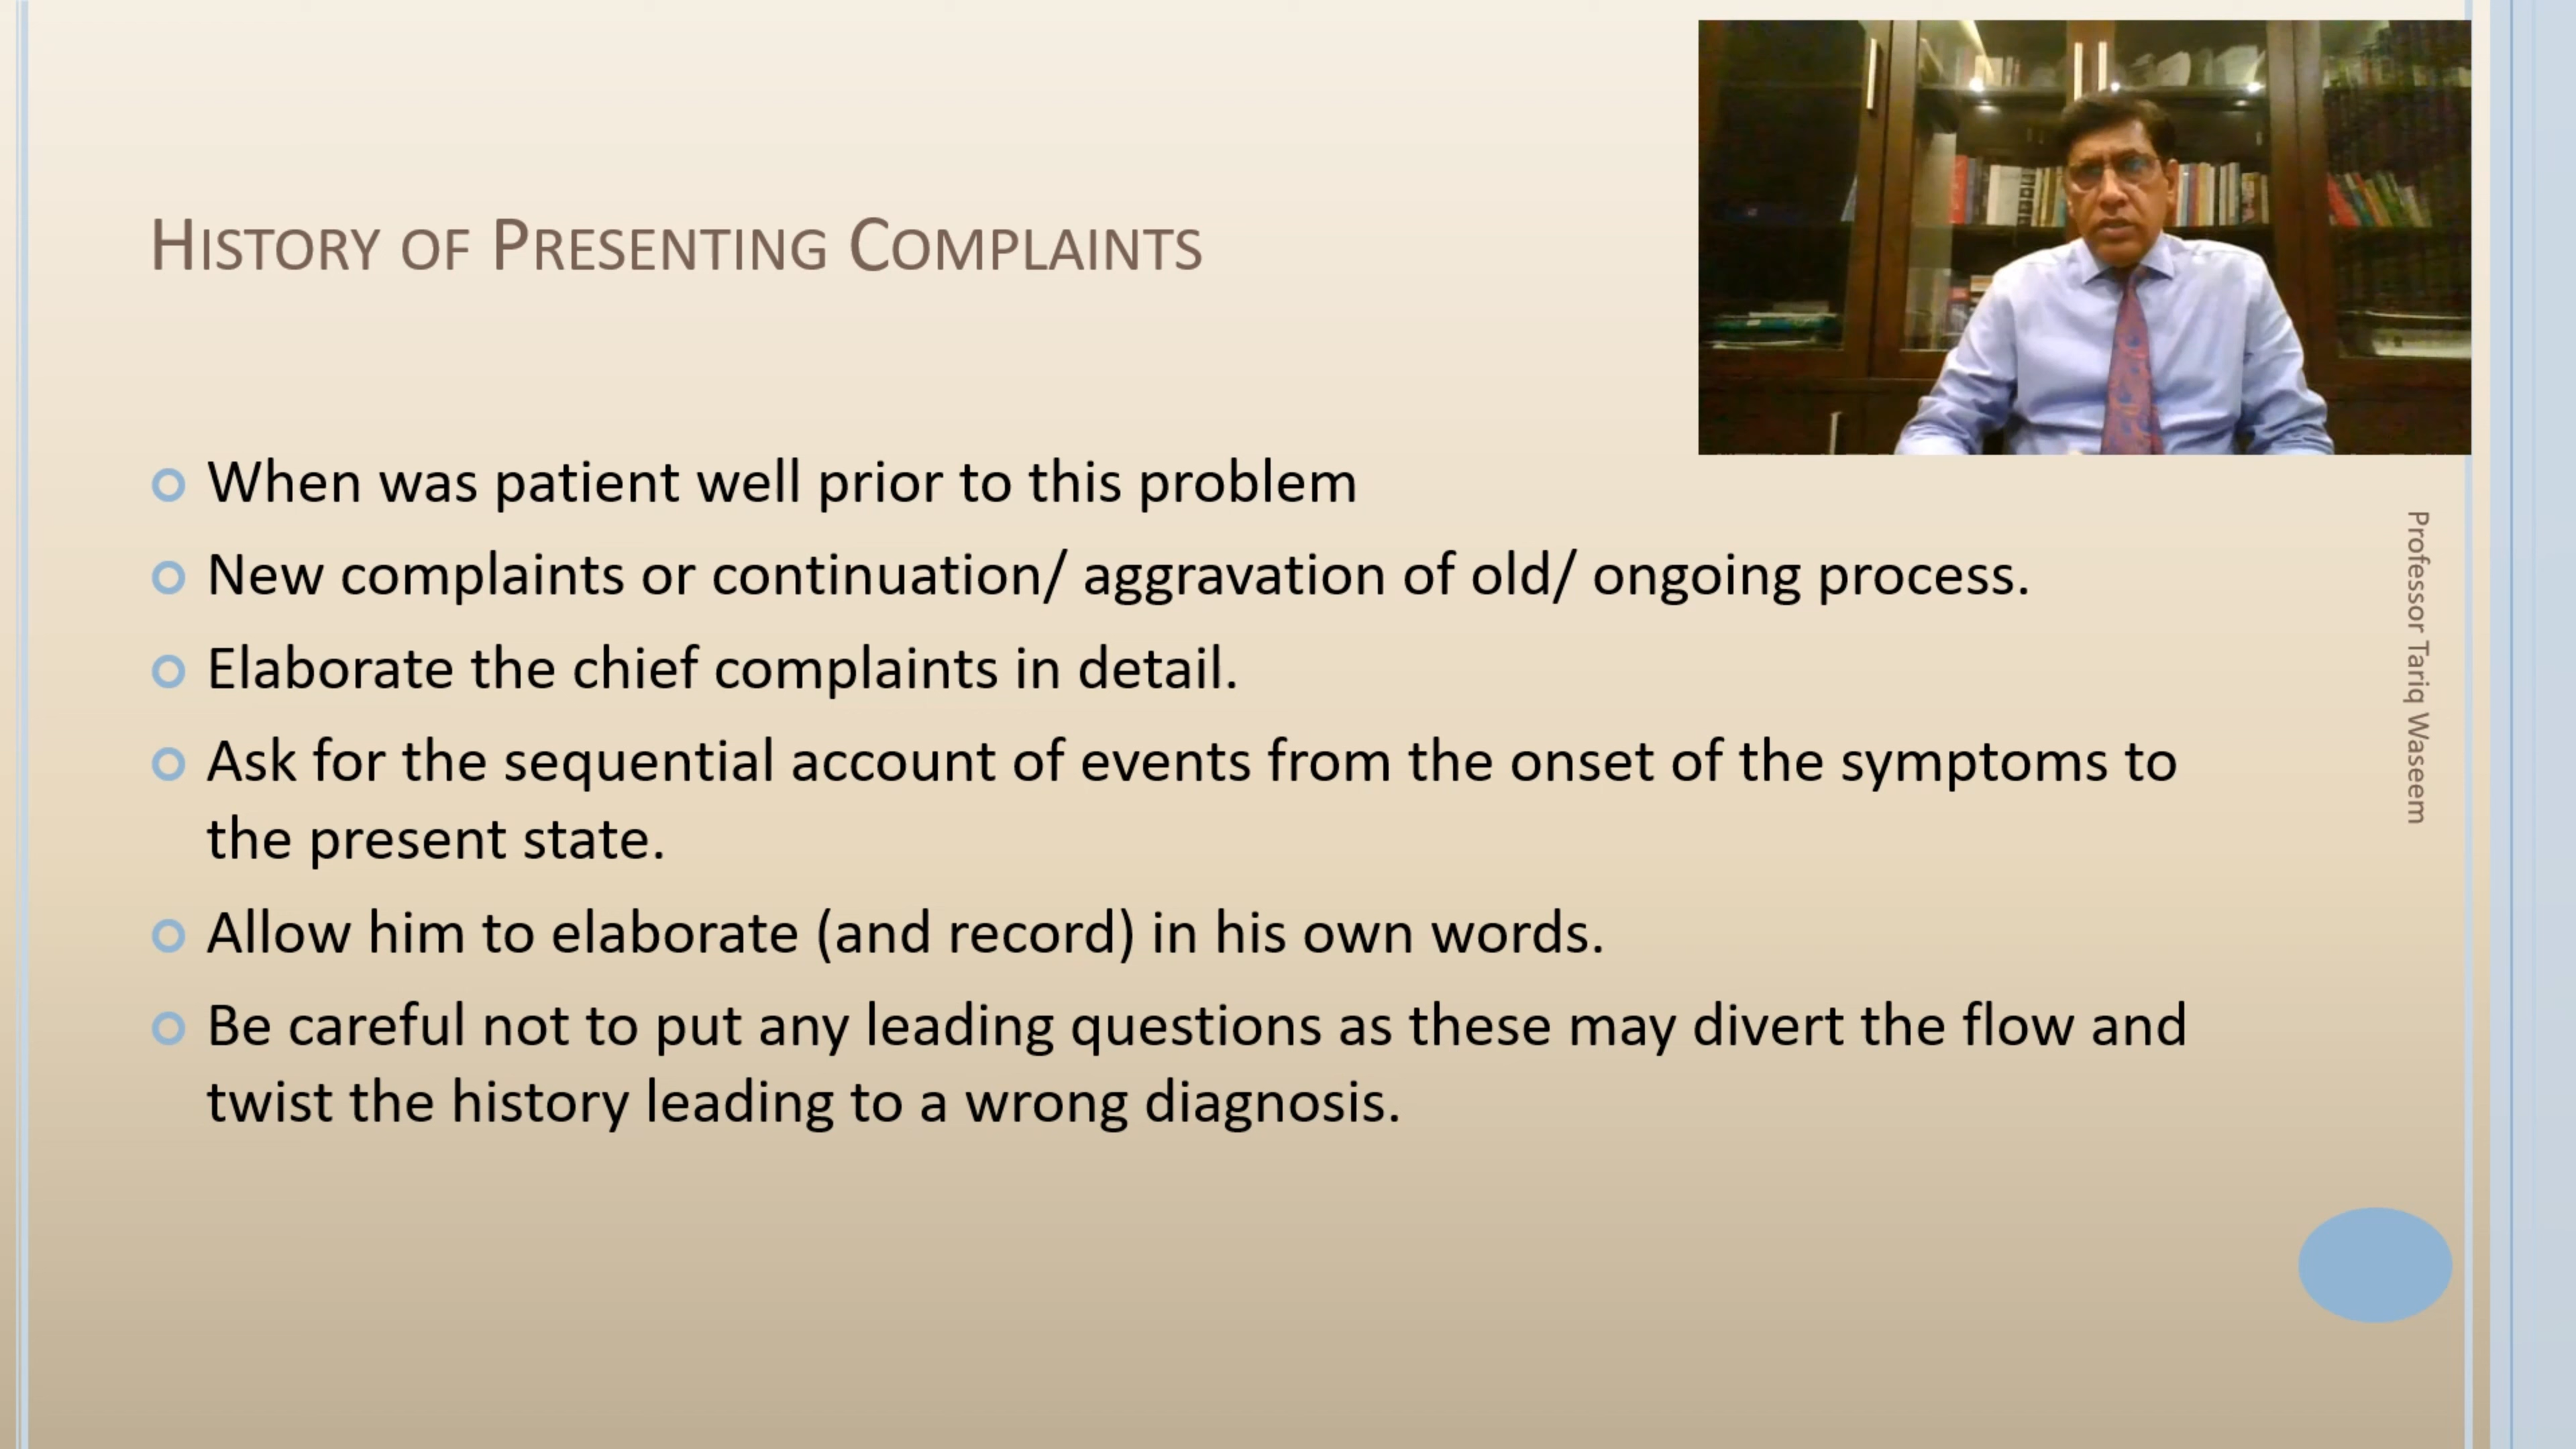 History of Presenting Complaints
When was patient well prior to this problem
New complaints or continuation/ aggravation of old/ ongoing process.
Elaborate the chief complaints in detail.
Ask for the sequential account of events from the onset of the symptoms to
the present state.
Allow him to elaborate (and record) in his own words.
Be careful not to put any leading questions as these may divert the flow and
twist the history leading to a wrong diagnosis.
Professor Tariq Waseem